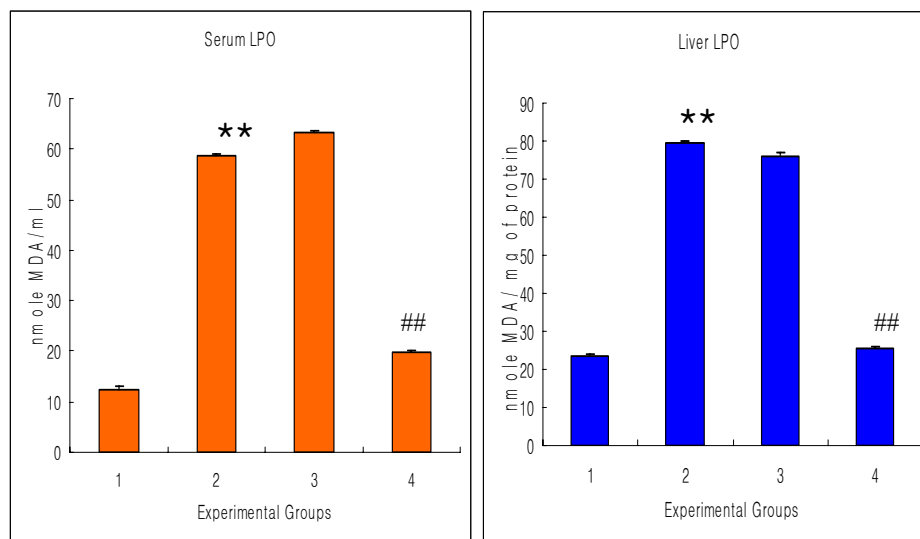 Serum LPO
nmole MDA/ml
70
60
50
40
30
20
10
0
**
##
1 2 3 4
Experimental Groups
Liver LPO
nmole MDA/ mg of protein
90
80
70
60
50
40
30
20
10
0
**
##
1 2 3 4
Experimental Groups